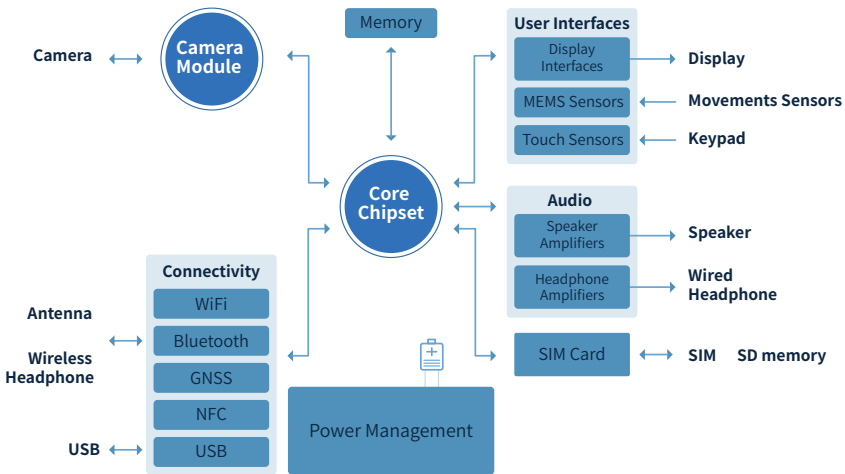 Camera
Camera
Module
Memory
User Interfaces
Display
Interfaces
Display
MEMS Sensors
Movements Sensors
Touch Sensors
Keypad
Core
Chipset
Audio
Speaker
Amplifiers
Speaker
Headphone
Amplifiers
Wired
Headphone
SIM Card
SIM SD memory
Connectivity
WiFi
Bluetooth
GNSS
NFC
USB
Antenna
Wireless
Headphone
USB
Power Management